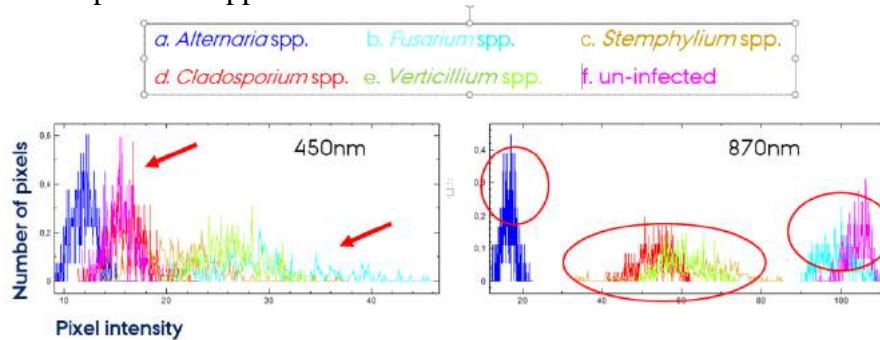 a. Alternaria spp. b. Fusarium spp. c. Stemphylium spp.
d. Cladosporium spp. e. Verticillium spp. f. un-infected
450nm 870nm
Number of pixels
0,6
0,4
0,2
0
10 20 30 40
0,4
0,3
0,2
0,1
0
20 40 60 80 100
Pixel intensity